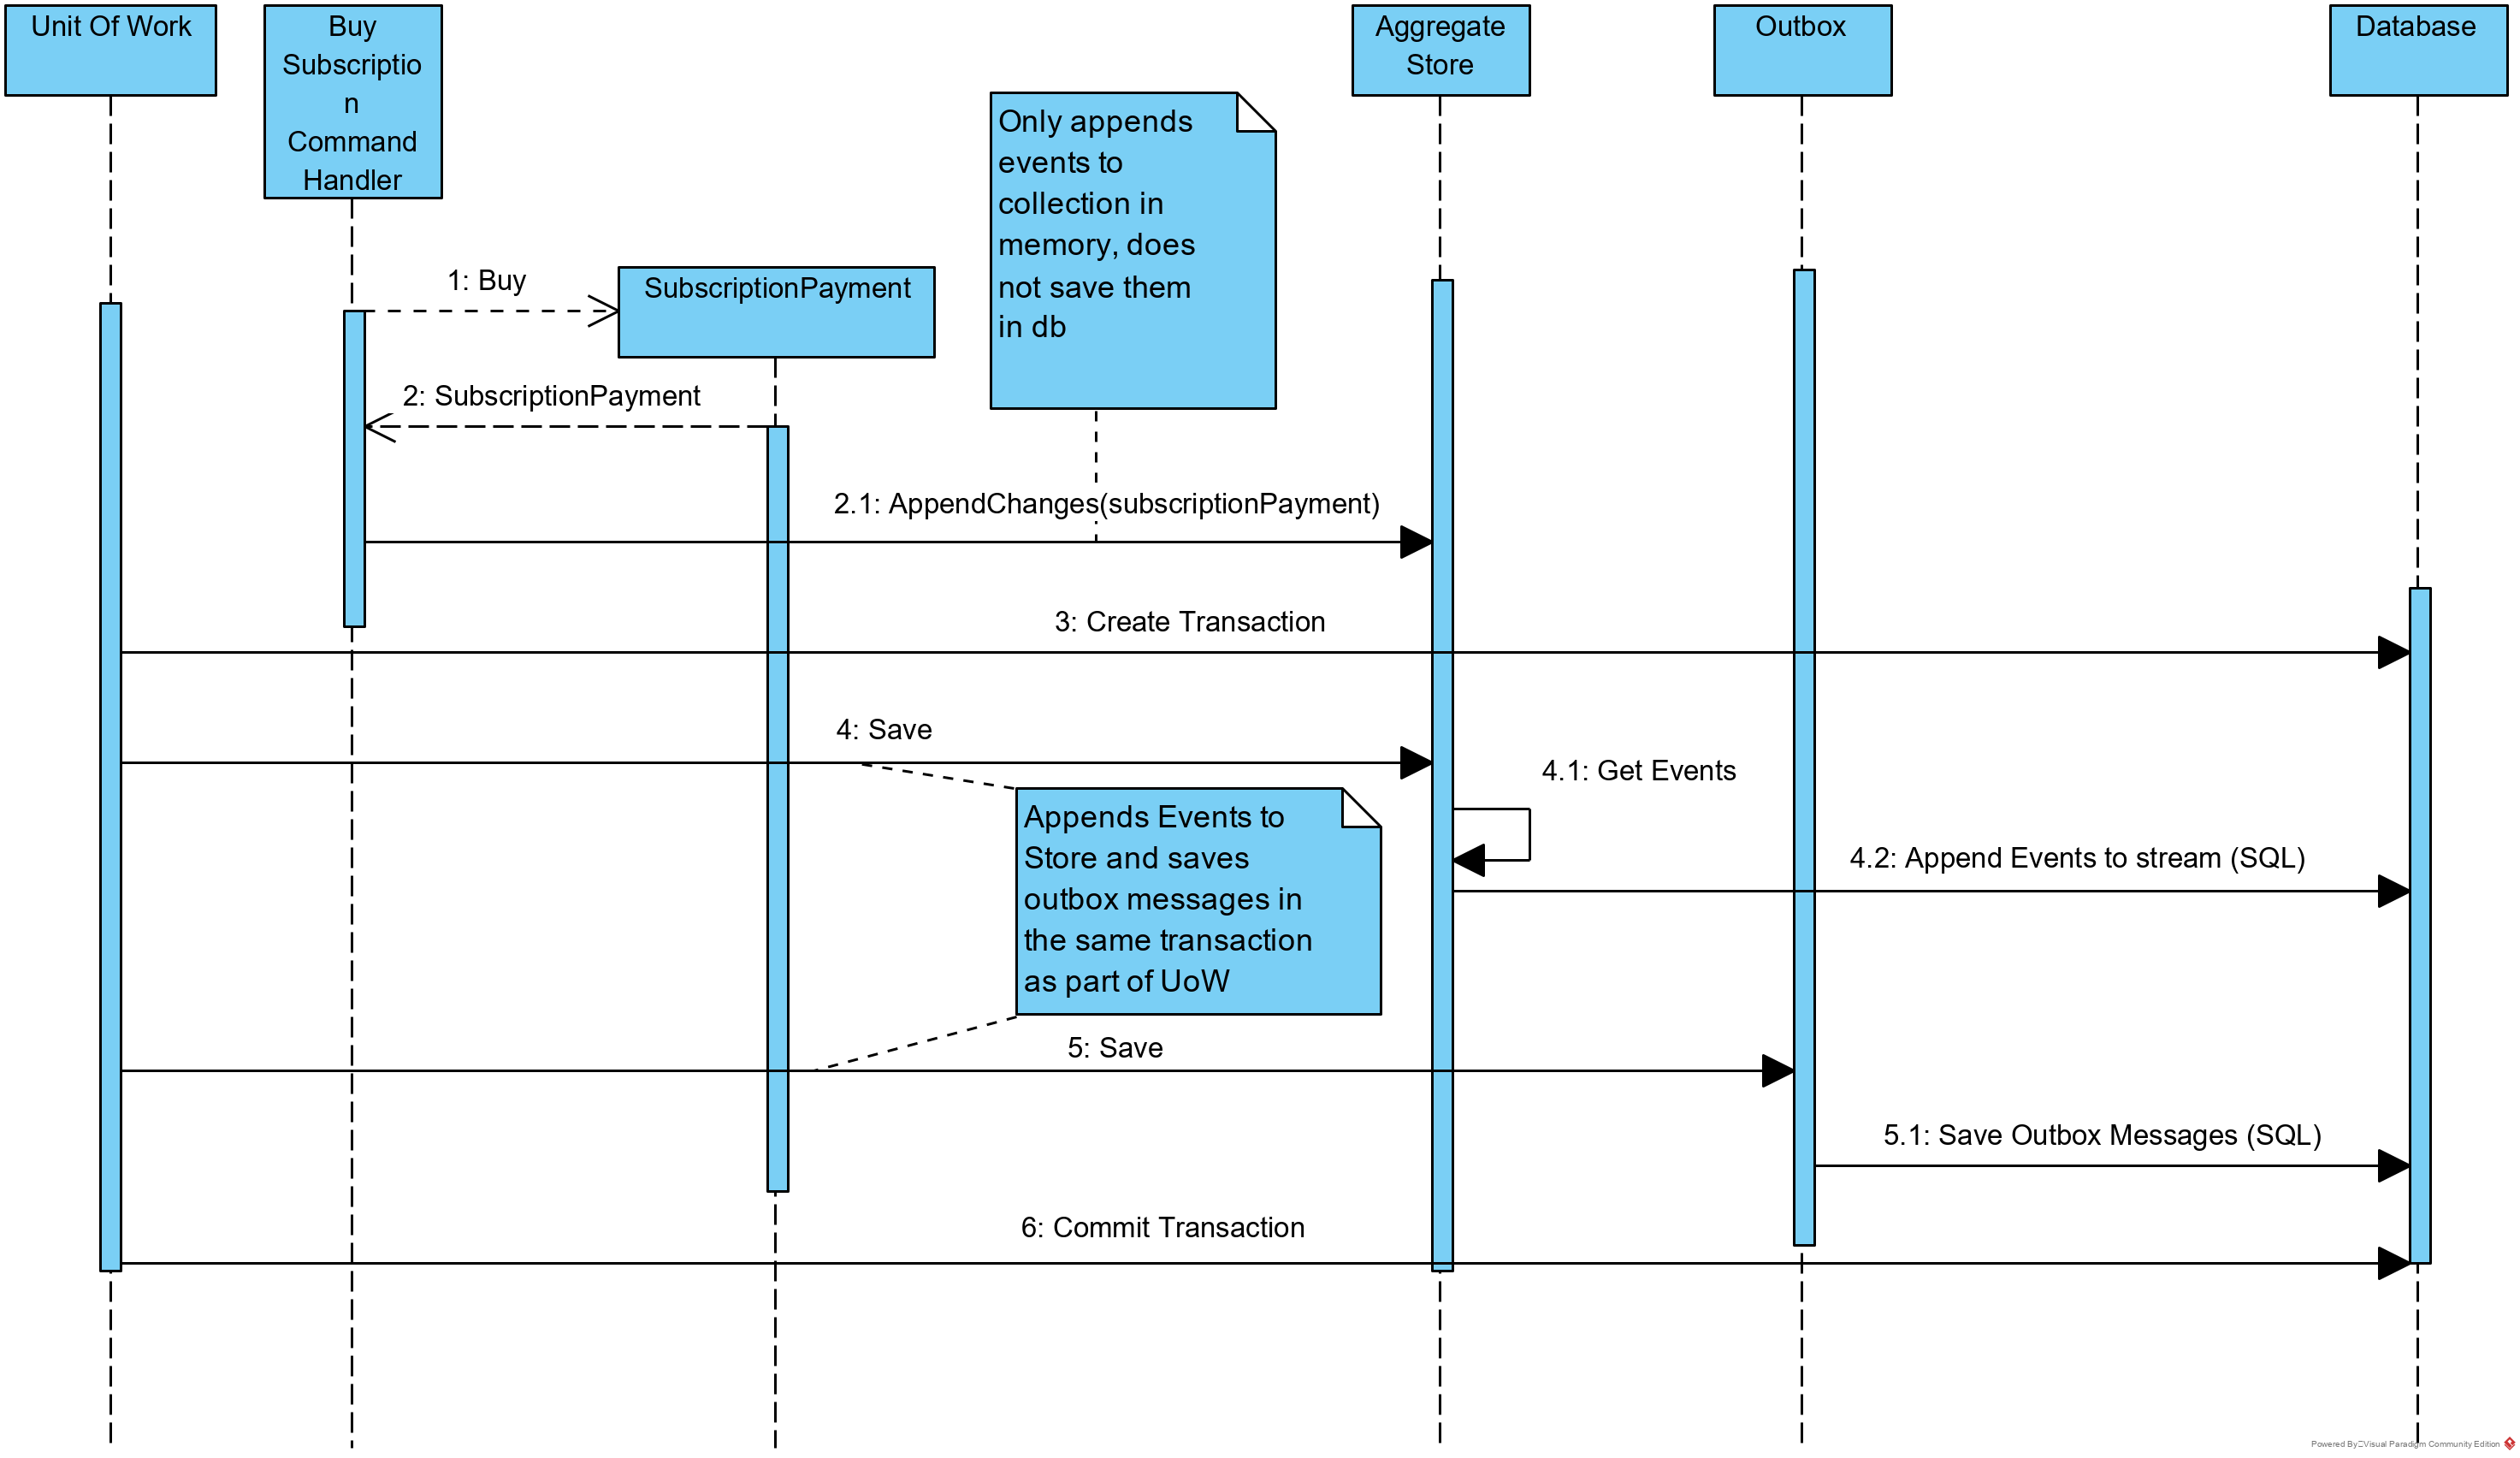 Unit Of Work
Buy
Subscriptio
n
Command
Handler
Aggregate
Store
Outbox
Database
Only appends
events to
collection in
memory, does
not save them
in db
1: Buy
SubscriptionPayment
2: SubscriptionPayment
2.1: AppendChanges(subscriptionPayment)
3: Create Transaction
4: Save
4.1: Get Events
Appends Events to
Store and saves
outbox messages in
the same transaction
as part of UoW
4.2: Append Events to stream (SQL)
5: Save
5.1: Save Outbox Messages (SQL)
6: Commit Transaction
Powered By Visual Paradigm Community Edition